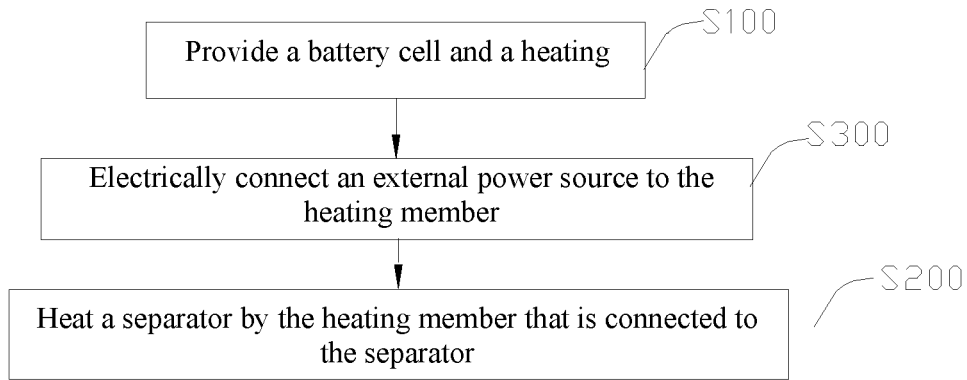 S100
Provide a battery cell and a heating
S300
Electrically connect an external power source to the
heating member
S200
Heat a separator by the heating member that is connected to
the separator